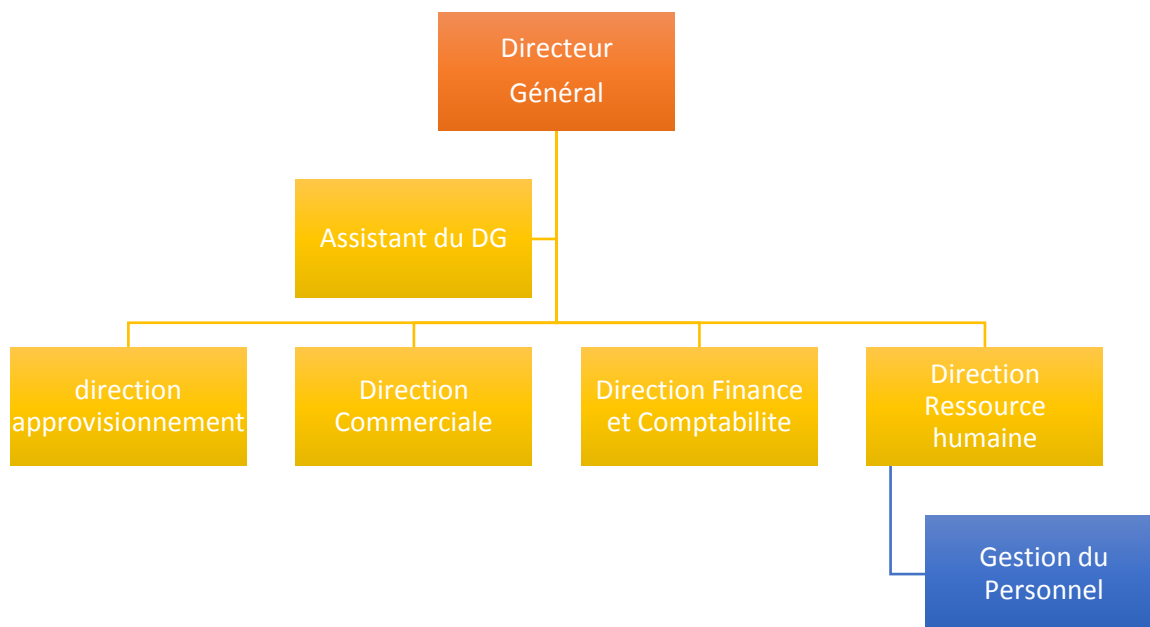 Directeur
Général
Assistant du DG
direction
approvisionnement
Direction
Commerciale
Direction Finance
et Comptabilite
Direction
Ressource
humaine
Gestion du
Personnel